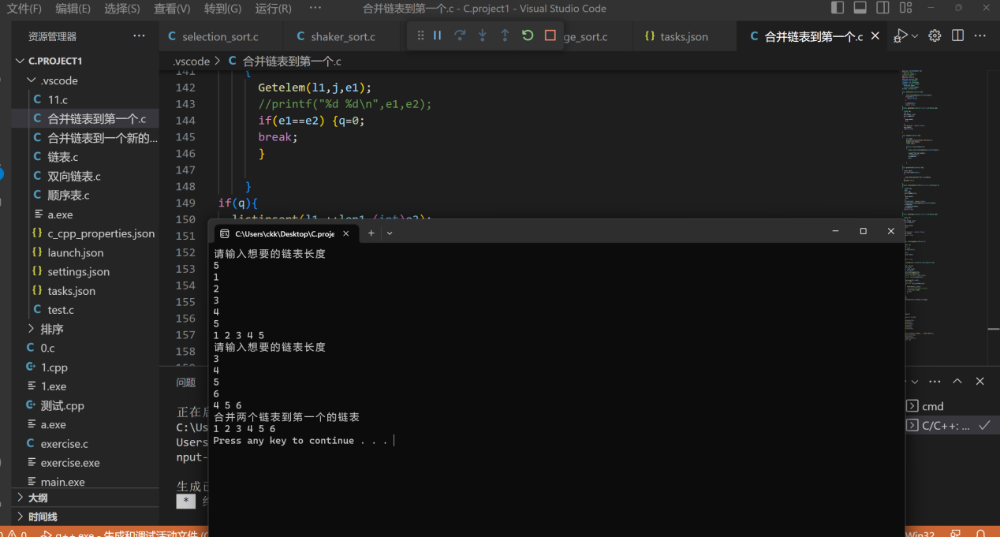 文件(F) 编辑(E) 选择(S) 查看(V) 转到(G) 运行(R) ··· 合并链表到第一个.c - C.project1 - Visual Studio Code
资源管理器 ···
C selection_sort.c C shaker_sort.c ge_sort.c {} tasks.json C 合并链表到第一个.c
.vscode > C 合并链表到第一个.c
C.PROJECT1
.vscode
C 11.c
C 合并链表到第一个.c
C 合并链表到一个新的...
C 链表.c
C 双向链表.c
C 顺序表.c
a.exe
{} c_cpp_properties.json
{} launch.json
{} settings.json
{} tasks.json
C test.c
排序
C 0.c
1.cpp
1.exe
测试.cpp
a.exe
C exercise.c
exercise.exe
main.exe
大纲
时间线
141 {
142 Getelem(l1,j,e1);
143 //printf("%d %d\n",e1,e2);
144 if(e1==e2) {q=0;
145 break;
146 }
147
148 }
149 if(q){
150 listinsert(l1,++len1,(int)e2);
151
152
153
154
155
156
157
158
C:\Users\ckk\Desktop\C.proje
请输入想要的链表长度
5
1
2
3
4
5
1 2 3 4 5
请输入想要的链表长度
3
4
5
6
4 5 6
合并两个链表到第一个的链表
1 2 3 4 5 6
Press any key to continue . . .
问题
正在启
C:\Us
Users
nput-
生成已
*
cmd
C/C++: ...
0 g++.exe - 生成和调试活动文件 (C
Win32